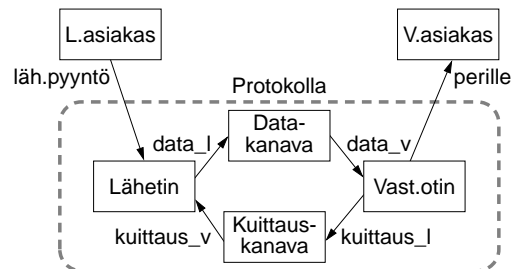 L.asiakas
V.asiakas
läh.pyyntö
perille
Protokolla
Data-
kanava
data_l
data_v
Lähetin
Vast.otin
Kuittaus-
kanava
kuittaus_v
kuittaus_l